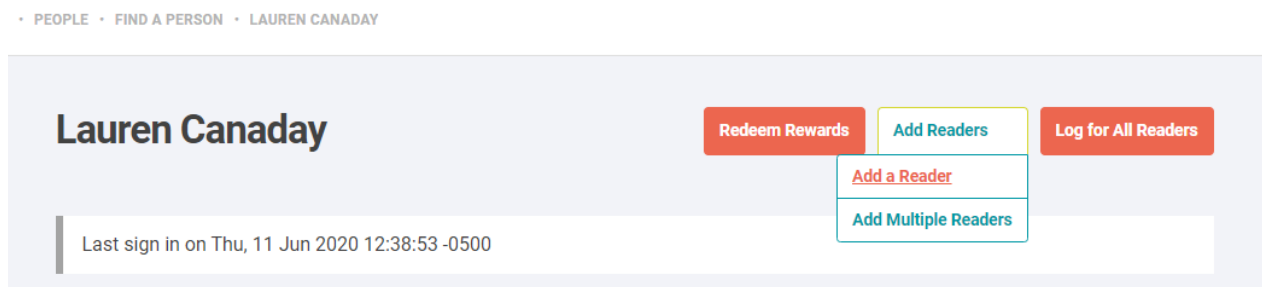 • PEOPLE • FIND A PERSON • LAUREN CANADAY
Lauren Canaday
Redeem Rewards
Add Readers
Log for All Readers
Add a Reader
Add Multiple Readers
Last sign in on Thu, 11 Jun 2020 12:38:53 -0500